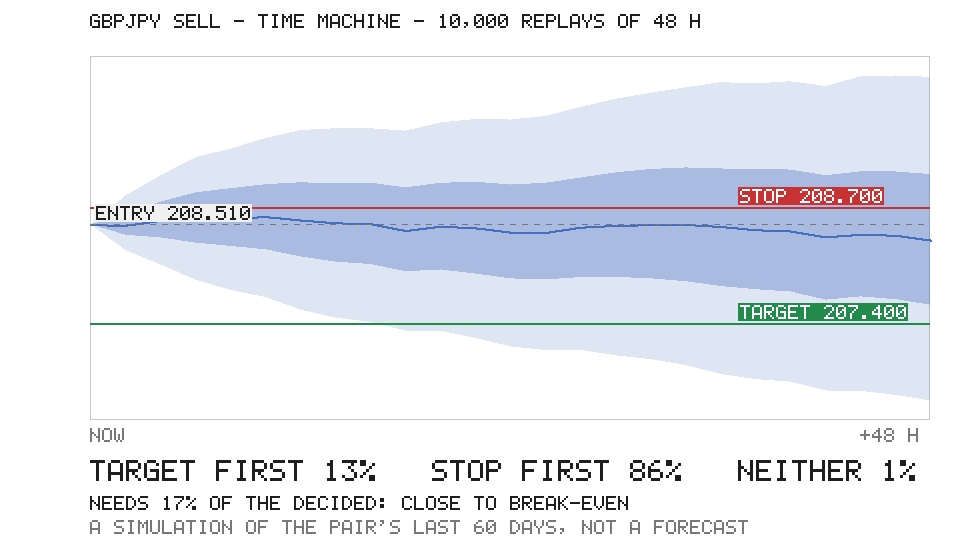 GBPJPY SELL - TIME MACHINE - 10,000 REPLAYS OF 48 H
STOP 208.700
ENTRY 208.510
TARGET 207.400
NOW +48 H
TARGET FIRST 13% STOP FIRST 86% NEITHER 1%
NEEDS 17% OF THE DECIDED: CLOSE TO BREAK-EVEN
A SIMULATION OF THE PAIR'S LAST 60 DAYS, NOT A FORECAST